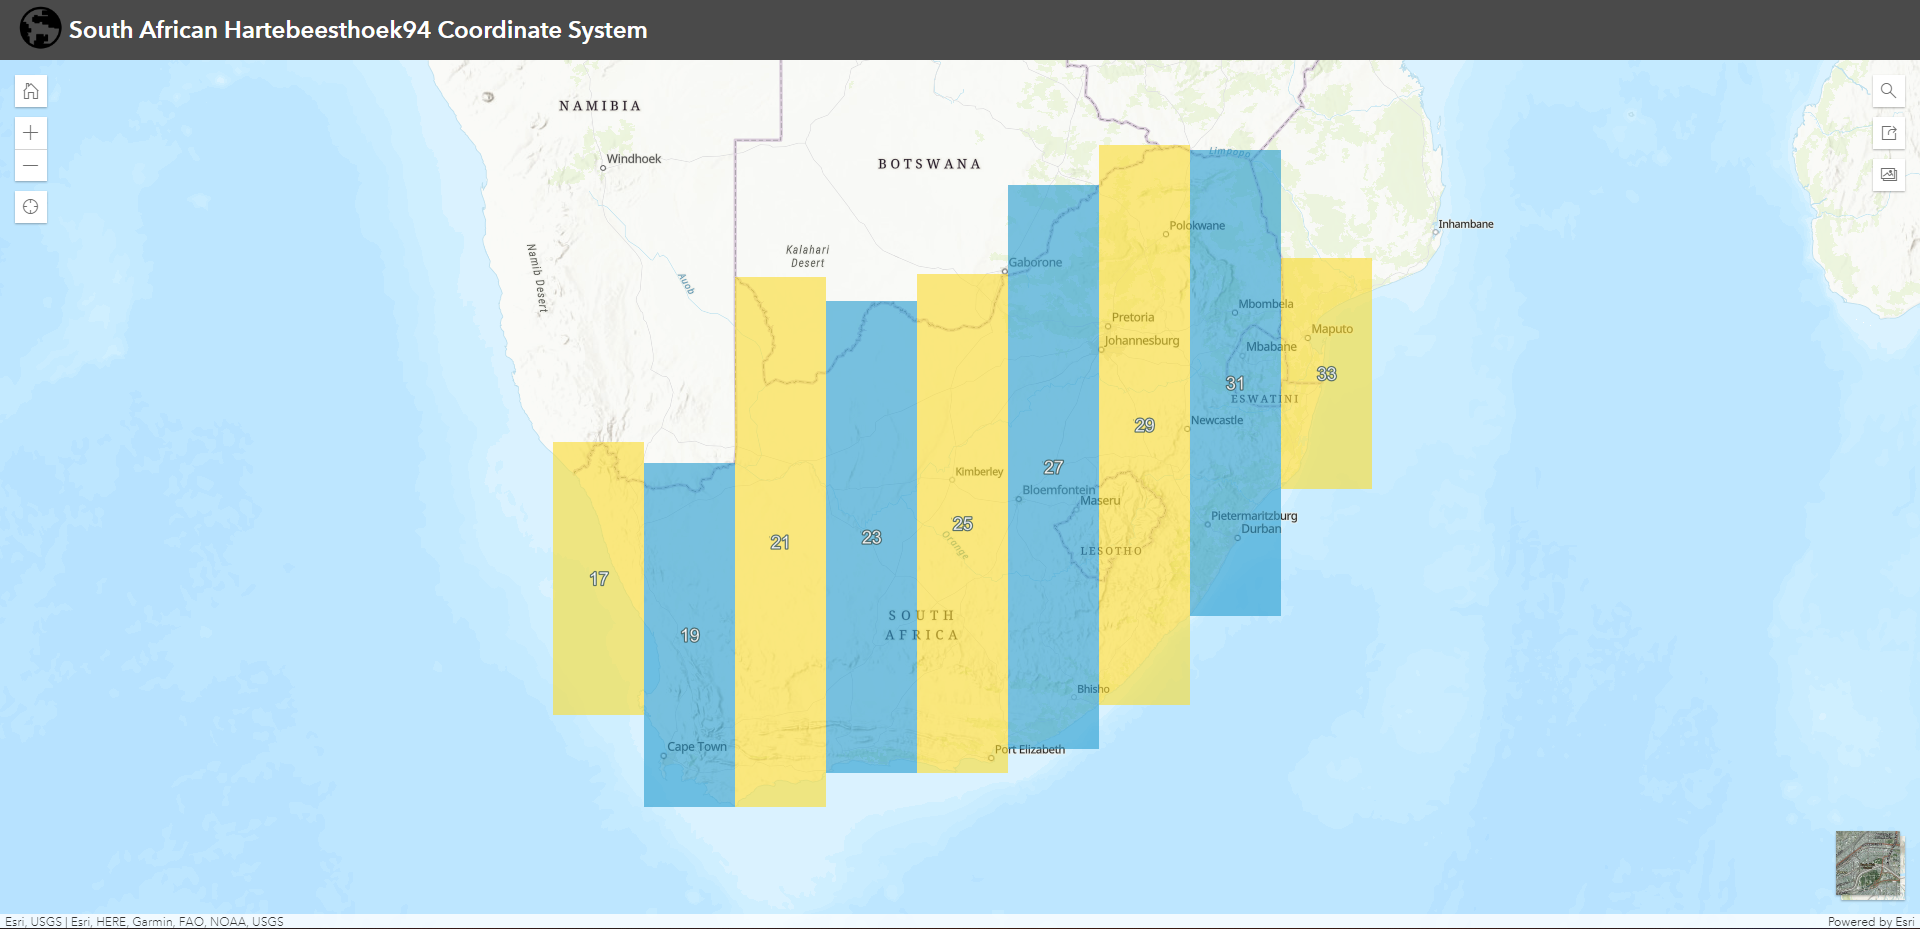 South African Hartebeesthoek94 Coordinate System
NAMIBIA
Windhoek
BOTSWANA
Limpopo
Inhambane
Polokwane
Kalahari
Desert
Namib Desert
Auob
Gaborone
Mbombela
Pretoria
Johannesburg
Maputo
Mbabane
33
31
ESWATINI
Newcastle
29
Kimberley
27
Bloemfontein
Maseru
Pietermaritzburg
Durban
25
23
21
Orange
LESOTHO
17
SOUTH
AFRICA
19
Bhisho
Cape Town
Port Elizabeth
Esri, USGS | Esri, HERE, Garmin, FAO, NOAA, USGS
Powered by Esri